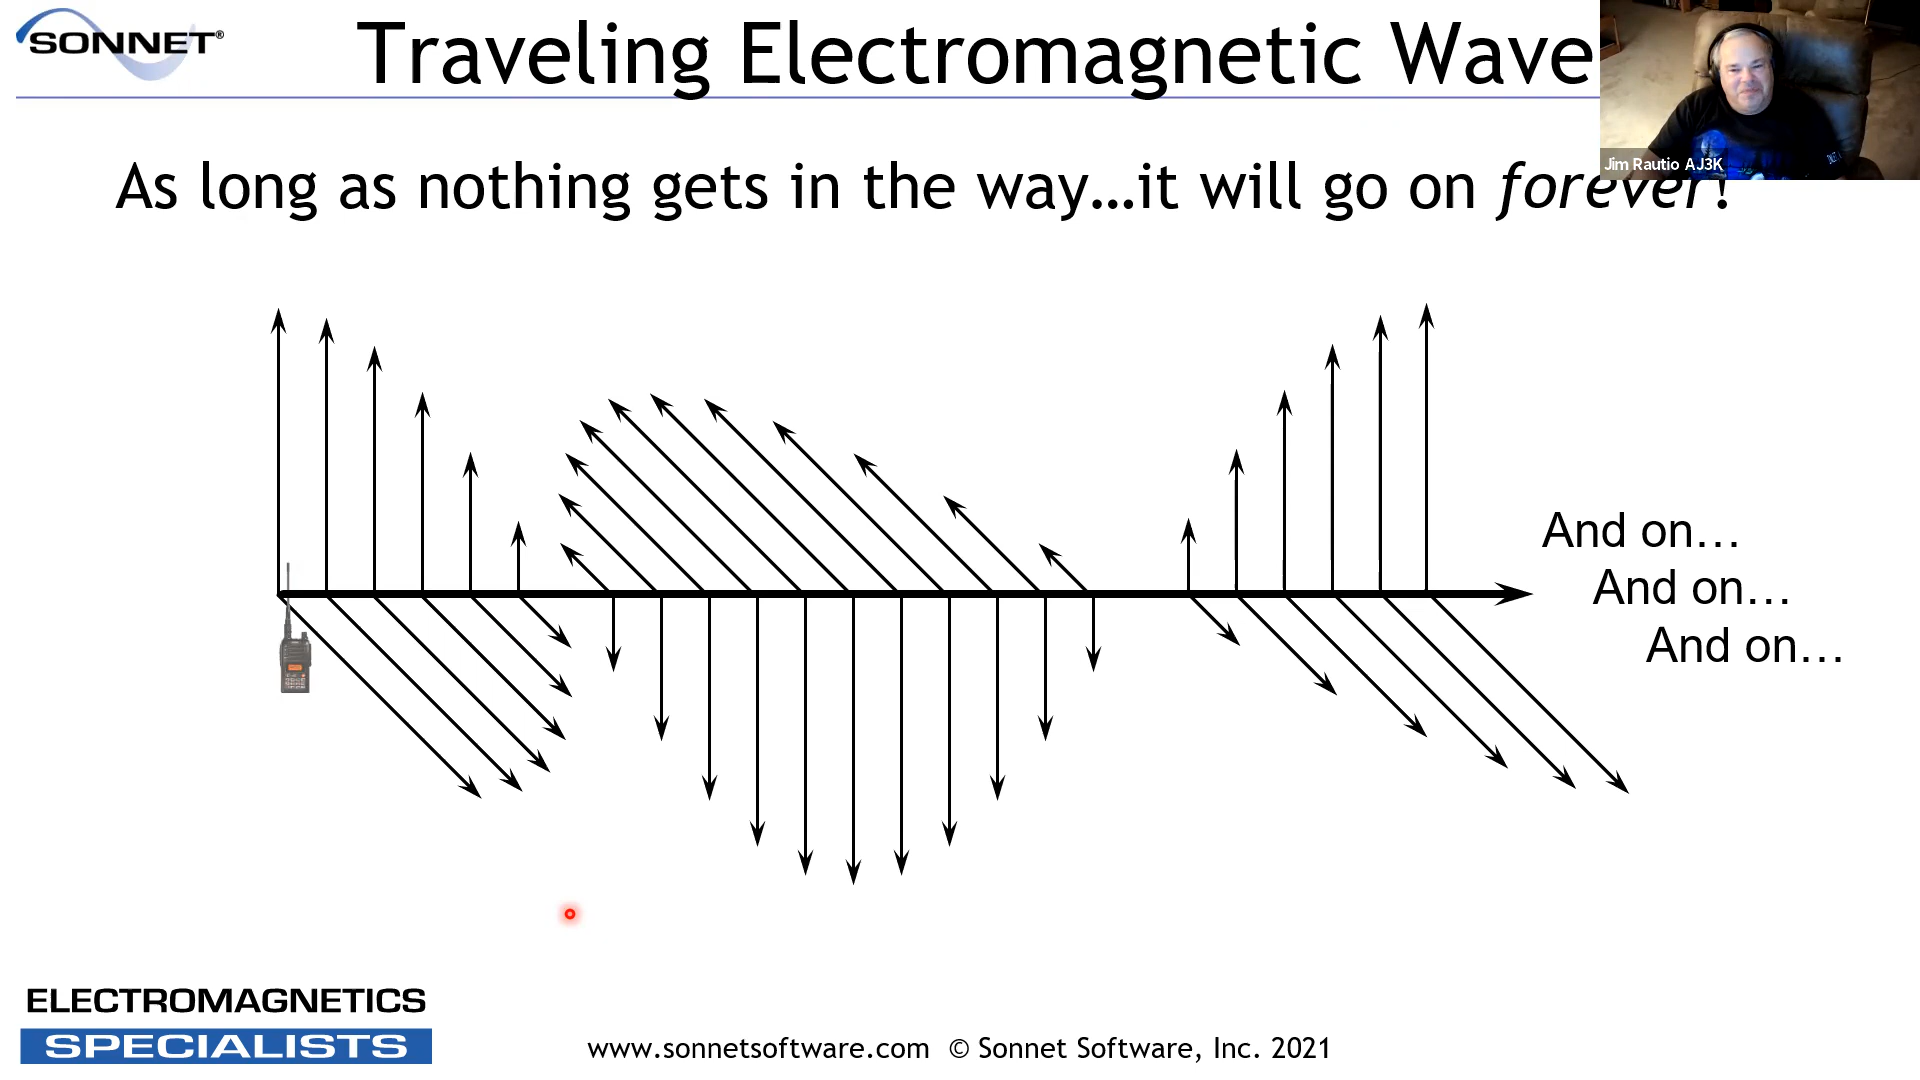 SONNET®
Traveling Electromagnetic Wave
Jim Rautio AJ3K
As long as nothing gets in the way…it will go on forever!
And on…
And on…
And on…
ELECTROMAGNETICS
SPECIALISTS
www.sonnetsoftware.com © Sonnet Software, Inc. 2021